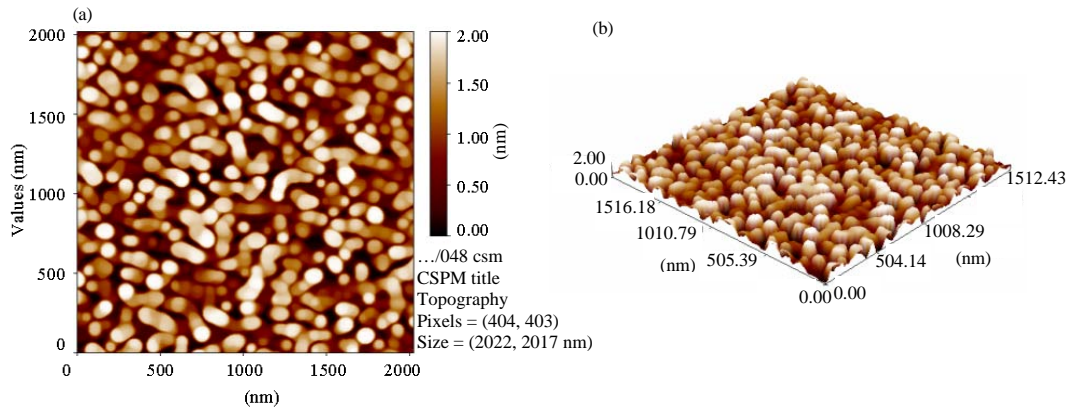 (a)
2000
1500
1000
500
0
Values (nm)
0
500
1000
1500
2000
(nm)
2.00
1.50
1.00
0.50
0.00
(nm)
…/048 csm
CSPM title
Topography
Pixels = (404, 403)
Size = (2022, 2017 nm)
(b)
2.00
0.00
1516.18
1010.79
505.39
(nm)
0.00
0.00
504.14
1008.29
1512.43
(nm)